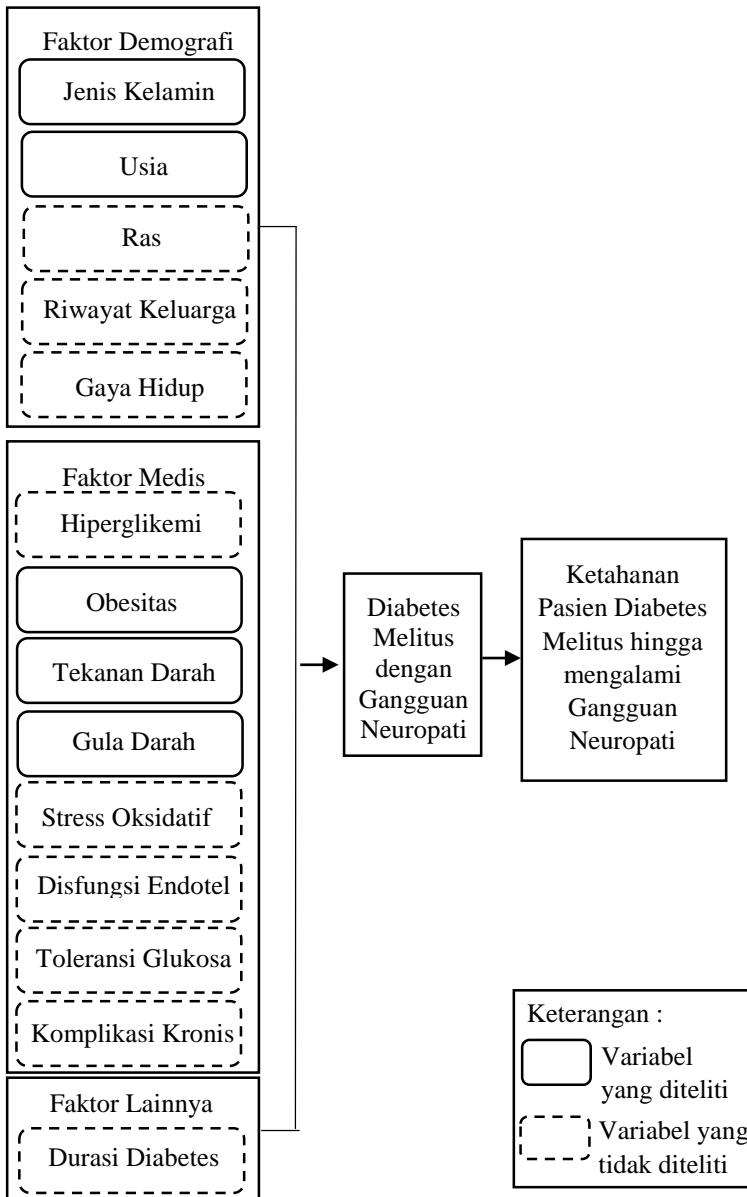 Faktor Demografi
Jenis Kelamin
Usia
Ras
Riwayat Keluarga
Gaya Hidup
Faktor Medis
Hiperglikemi
Obesitas
Tekanan Darah
Gula Darah
Stress Oksidatif
Disfungsi Endotel
Toleransi Glukosa
Komplikasi Kronis
Faktor Lainnya
Durasi Diabetes
Diabetes
Melitus
dengan
Gangguan
Neuropati
Ketahanan
Pasien Diabetes
Melitus hingga
mengalami
Gangguan
Neuropati
Keterangan :
Variabel
yang diteliti
Variabel yang
tidak diteliti